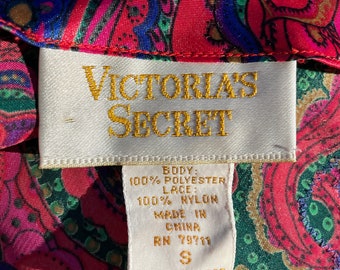 VICTORIA'S
SECRET
BODY:
100% POLYESTER
LACE:
100% NYLON
MADE IN
CHINA
RN 79711
S